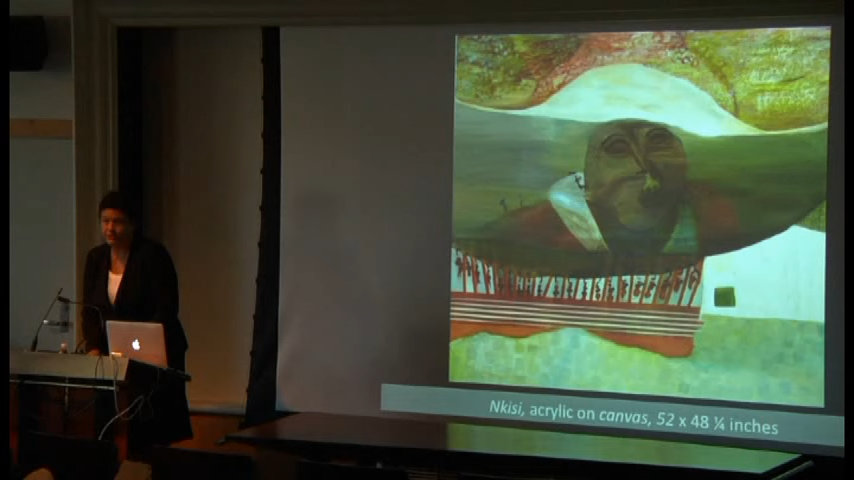 Nkisi, acrylic on canvas, 52 x 48 ¼ inches